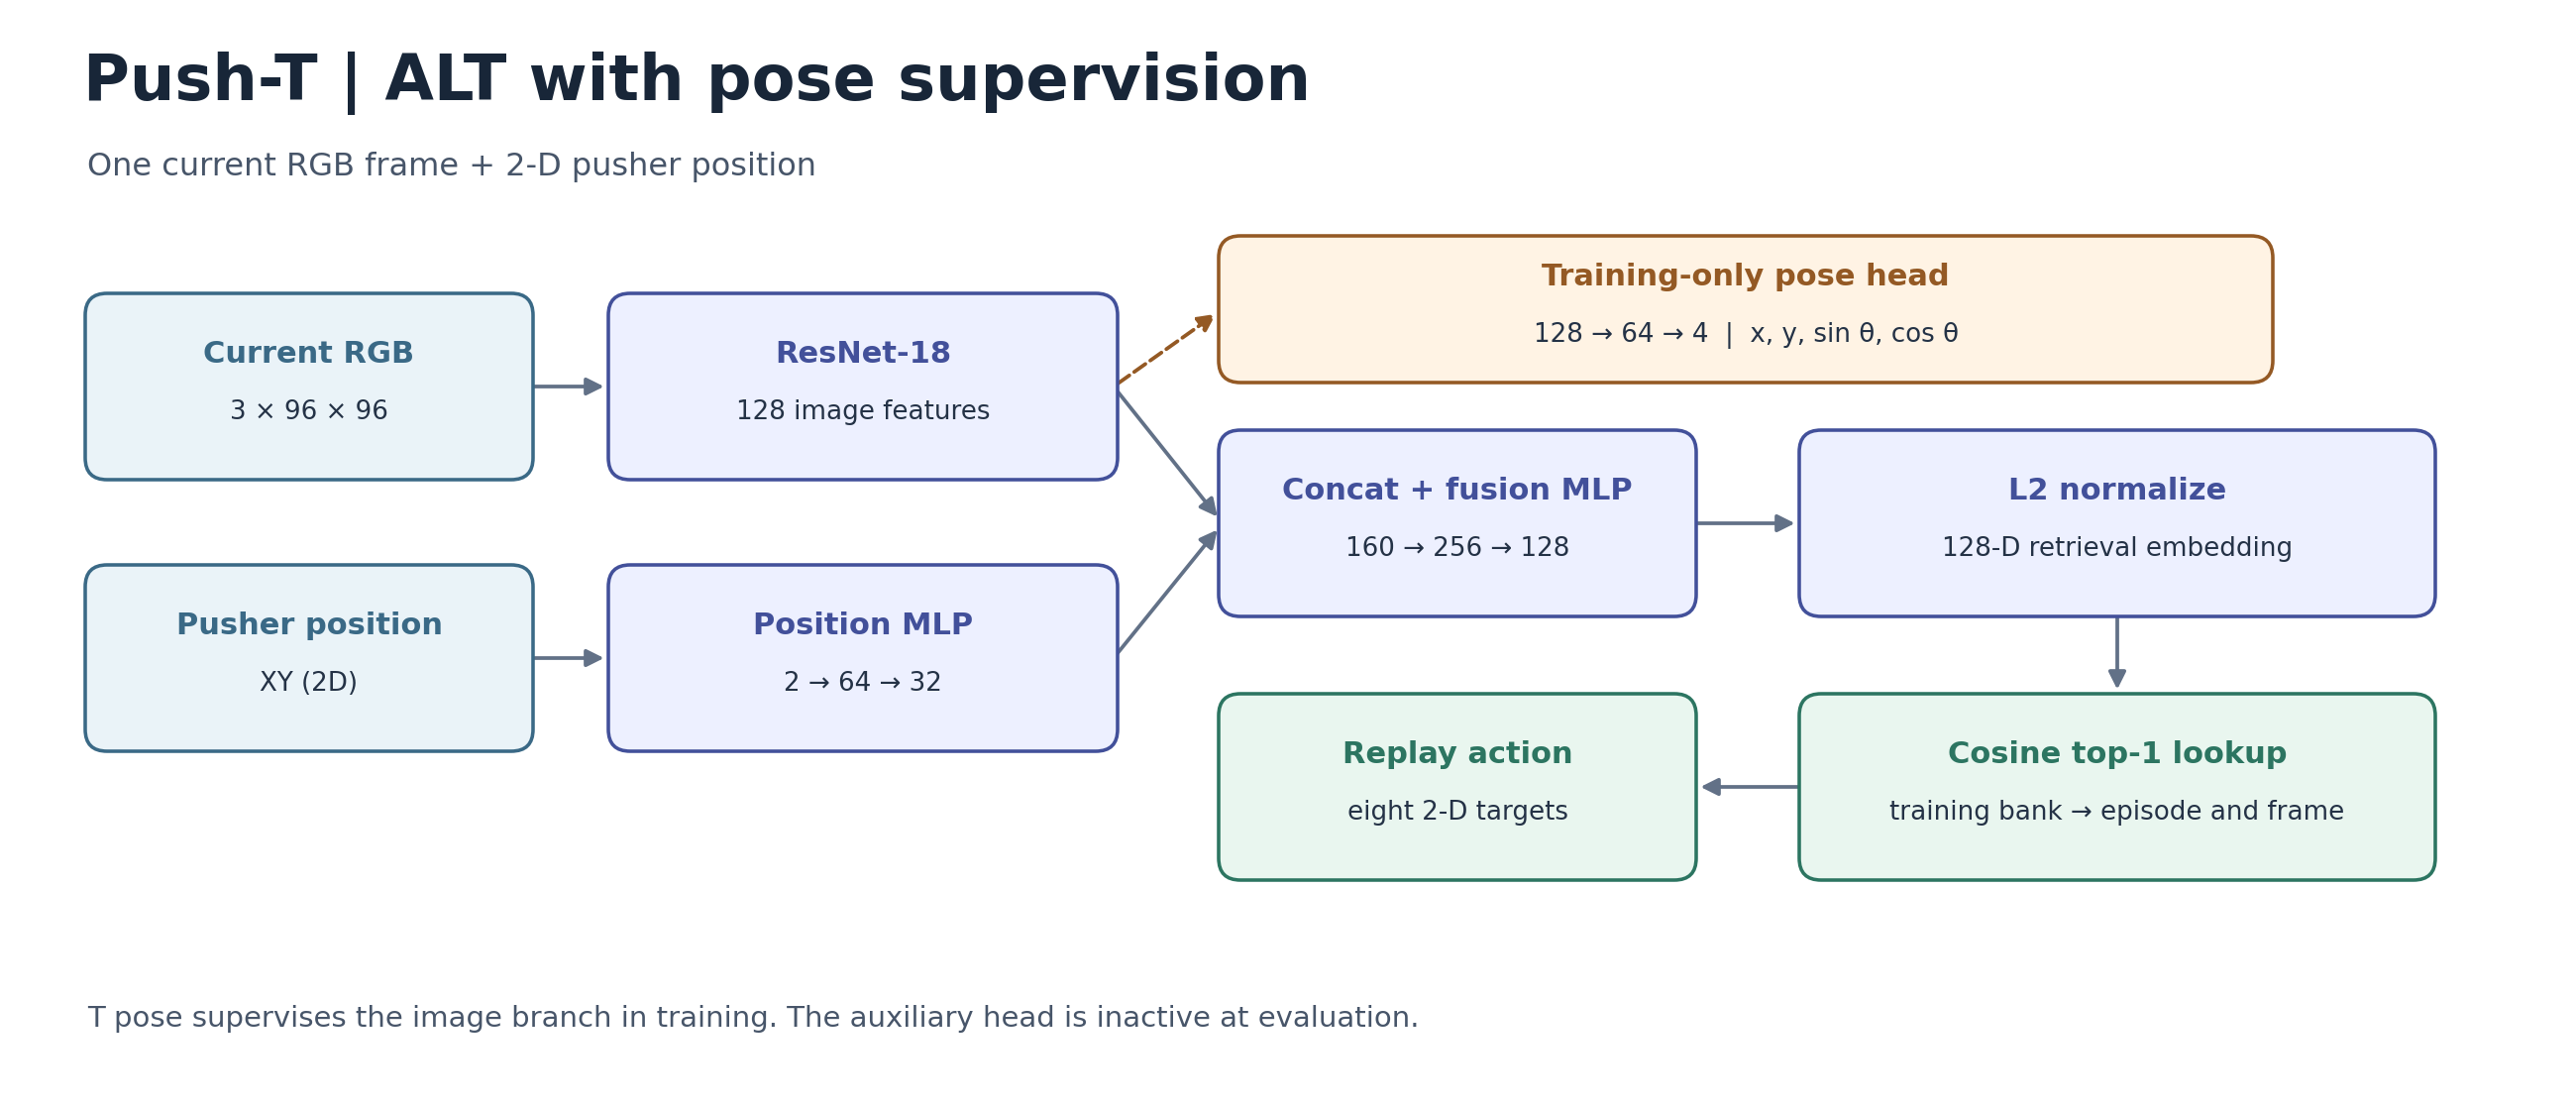 Push-T | ALT with pose supervision
One current RGB frame + 2-D pusher position
Training-only pose head
128 → 64 → 4 | x, y, sin θ, cos θ
Current RGB
3 × 96 × 96
ResNet-18
128 image features
Concat + fusion MLP
160 → 256 → 128
L2 normalize
128-D retrieval embedding
Pusher position
XY (2D)
Position MLP
2 → 64 → 32
Replay action
eight 2-D targets
Cosine top-1 lookup
training bank → episode and frame
T pose supervises the image branch in training. The auxiliary head is inactive at evaluation.